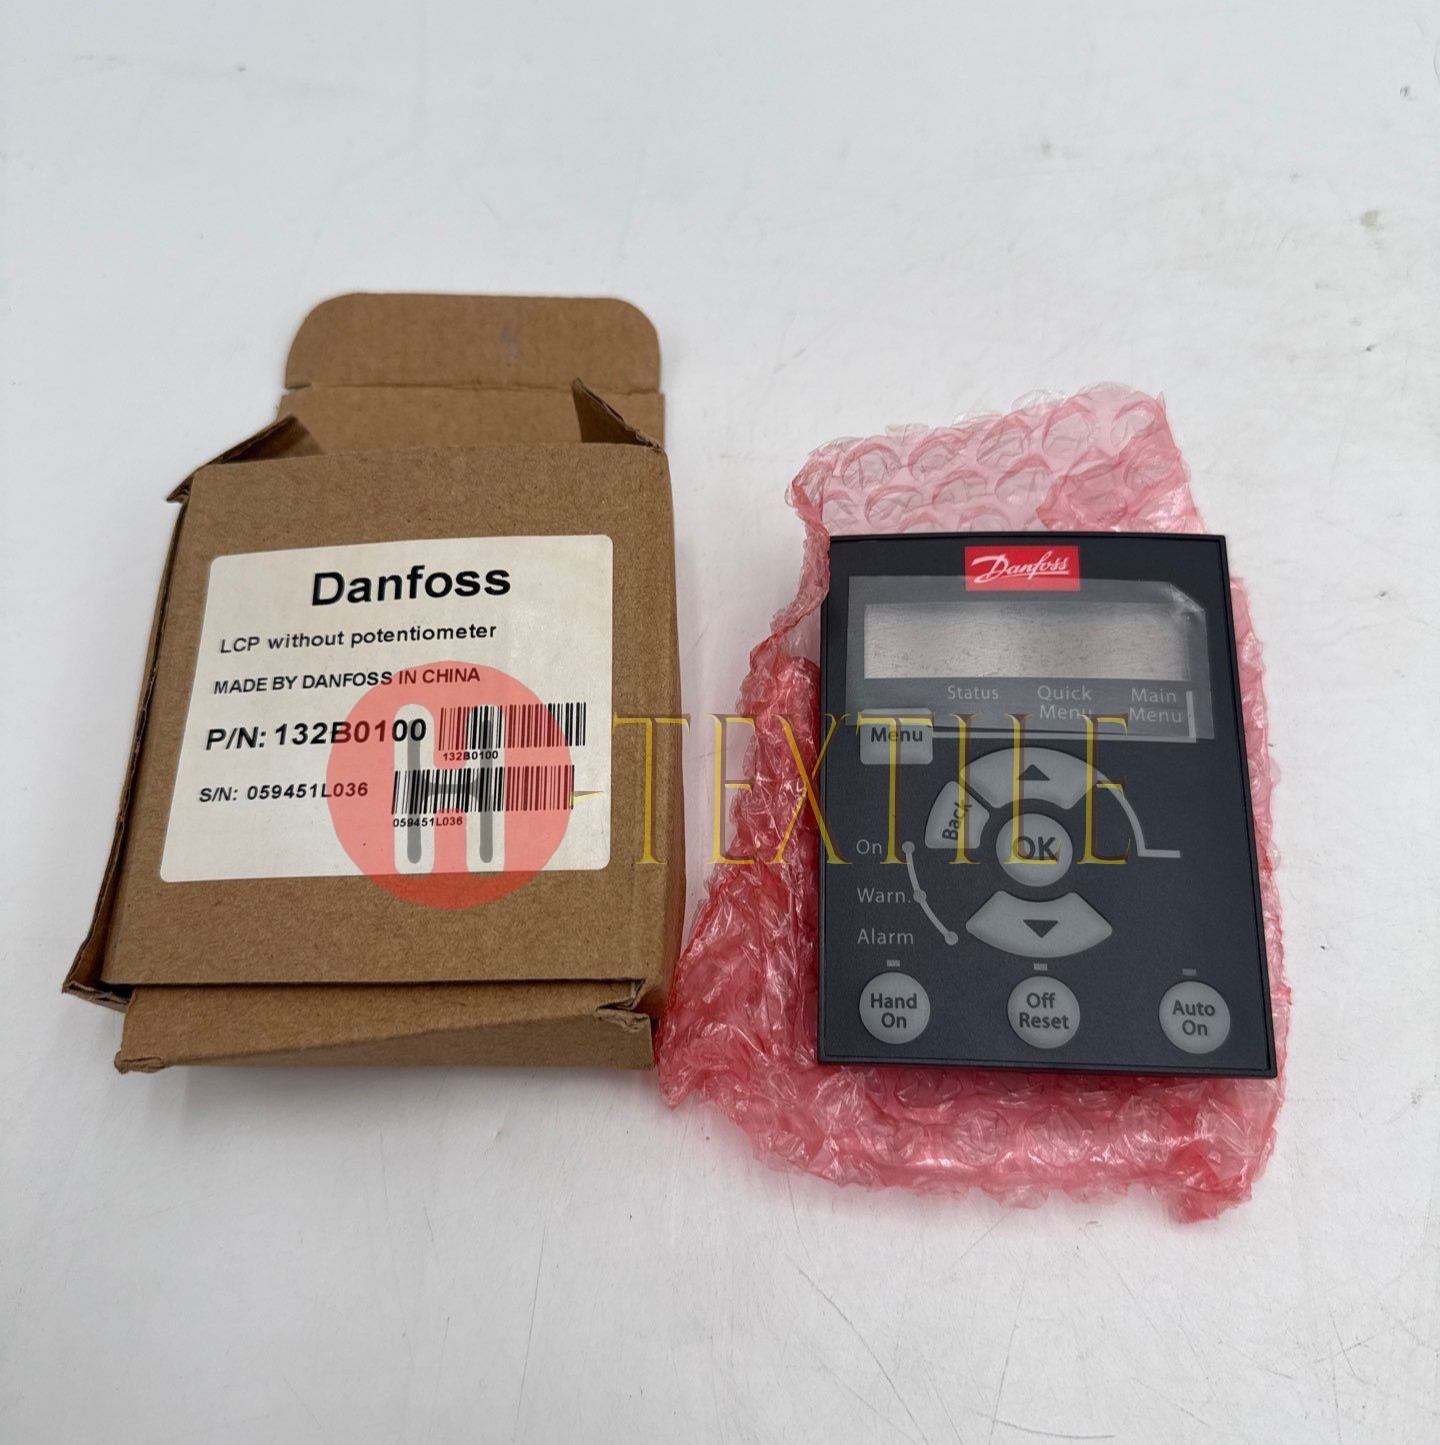 Danfoss
LCP without potentiometer
MADE BY DANFOSS IN CHINA
P/N: 132B0100
132B0100
S/N: 059451L036
059451L036
H-TEXTILE
Danfoss
Status Quick Menu Main Menu
Menu
Back
OK
On
Warn.
Alarm
Hand On
Off Reset
Auto On